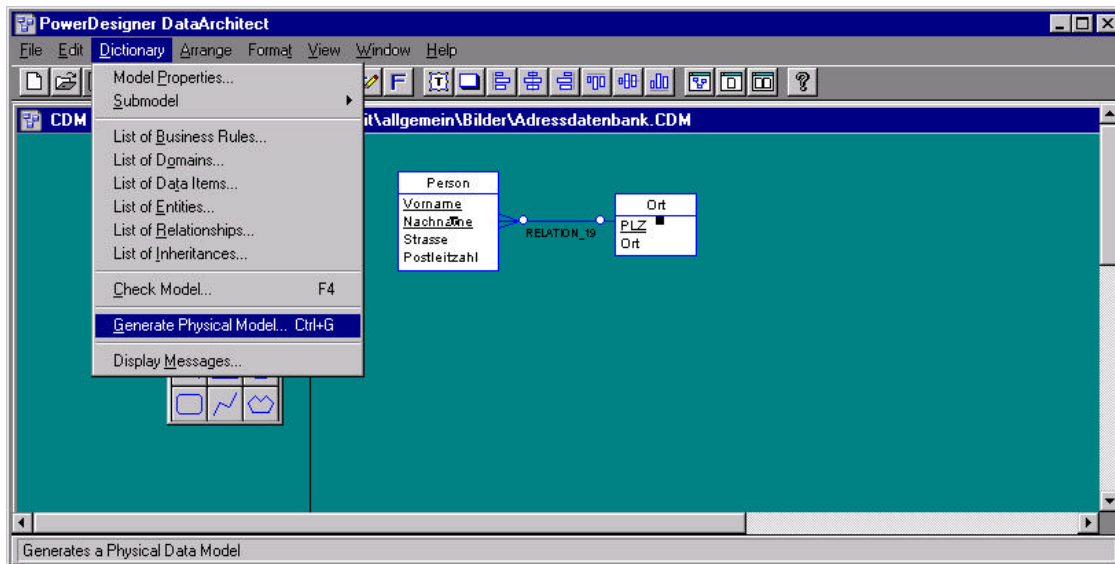 PowerDesigner DataArchitect
File Edit Dictionary Arrange Format View Window Help
F T ?
CDM it\allgemein\Bilder\Adressdatenbank.CDM
Model Properties...
Submodel
List of Business Rules...
List of Domains...
List of Data Items...
List of Entities...
List of Relationships...
List of Inheritances...
Check Model... F4
Generate Physical Model... Ctrl+G
Display Messages...
Person
Vorname
Nachname
Strasse
Postleitzahl
RELATION_19
Ort
PLZ
Ort
Generates a Physical Data Model